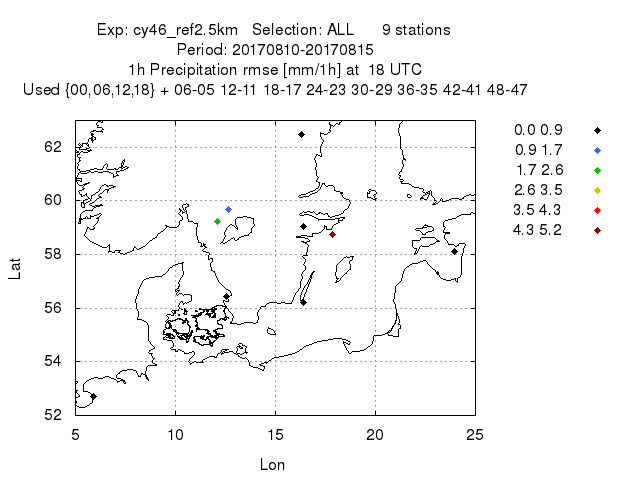 Exp: cy46_ref2.5km   Selection: ALL      9 stations
Period: 20170810-20170815
1h Precipitation rmse [mm/1h] at  18 UTC
Used {00,06,12,18} + 06-05 12-11 18-17 24-23 30-29 36-35 42-41 48-47
62
60
58
56
54
52
Lat
5 10 15 20 25
Lon
0.0 0.9
0.9 1.7
1.7 2.6
2.6 3.5
3.5 4.3
4.3 5.2